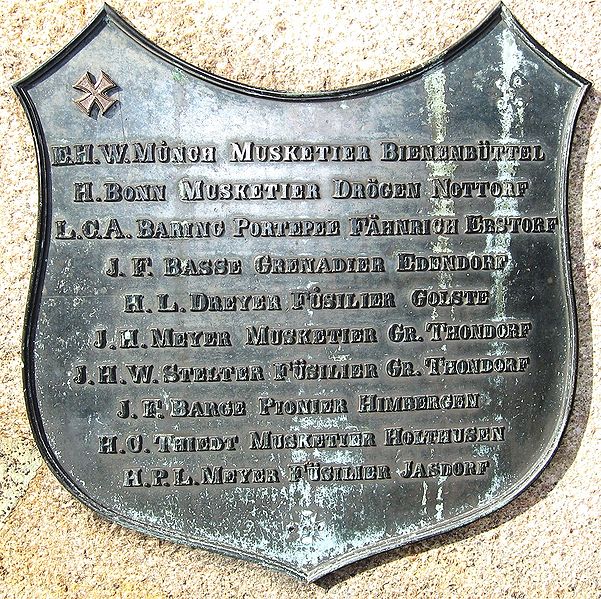 E.H.W. MÜNCH MUSKETIER BIENENBÜTTEL
H. BONN MUSKETIER DRÖGEN NOTTORF
L.C.A. BARING PORTEPEE FÄHNRICH ERSTORF
J. F. BASSE GRENADIER EDENDORF
H. L. DREYER FÜSILIER GOLSTE
J.H. MEYER MUSKETIER GR. THONDORF
J.H.W. STELTER FÜSILIER GR. THONDORF
J. F. BARGE PIONIER HIMBERGEN
H.C. THIEDT MUSKETIER HOLTHUSEN
H.P.L. MEYER FÜSILIER JASDORF